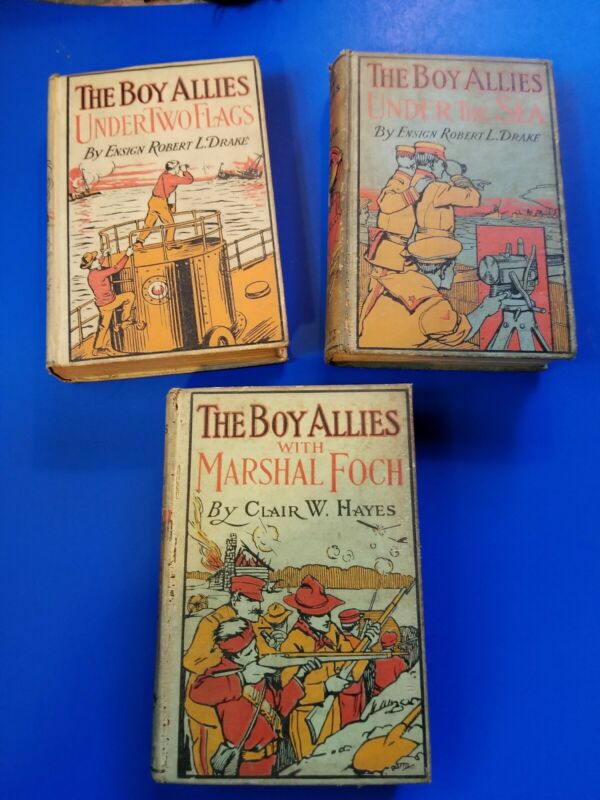 THE BOY ALLIES
UNDER TWO FLAGS
By ENSIGN ROBERT L. DRAKE
THE BOY ALLIES
UNDER THE SEA
By ENSIGN ROBERT L. DRAKE
THE BOY ALLIES
WITH
MARSHAL FOCH
By CLAIR W. HAYES